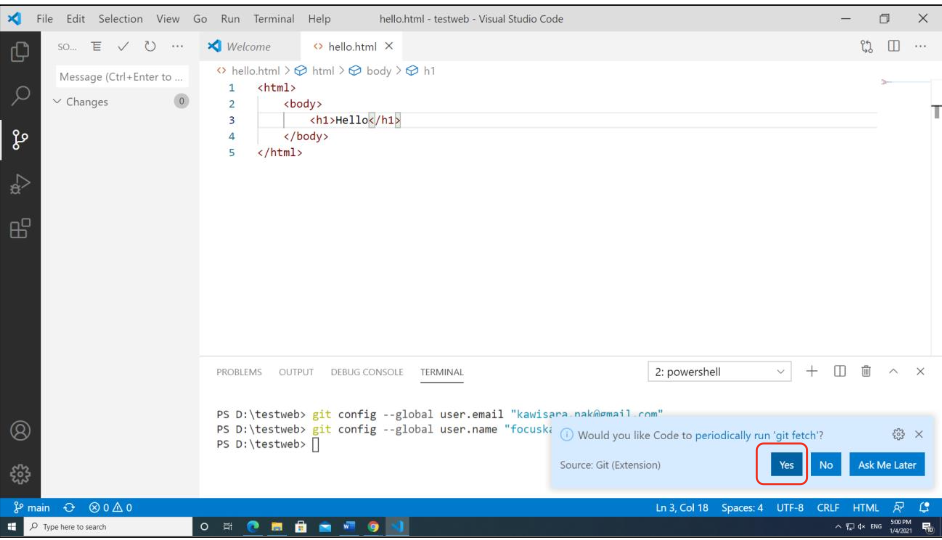 File Edit Selection View Go Run Terminal Help hello.html - testweb - Visual Studio Code
SO... Welcome hello.html
hello.html > html > body > h1
Message (Ctrl+Enter to ...
Changes 0
1 <html>
2 <body>
3 <h1>Hello</h1>
4 </body>
5 </html>
PROBLEMS OUTPUT DEBUG CONSOLE TERMINAL 2: powershell
PS D:\testweb> git config --global user.email "kawisara.nak@gmail.com"
PS D:\testweb> git config --global user.name "focuska
PS D:\testweb>
Would you like Code to periodically run 'git fetch'?
Source: Git (Extension) Yes No Ask Me Later
main 0 0 Ln 3, Col 18 Spaces: 4 UTF-8 CRLF HTML
Type here to search ENG 5:00 PM
1/4/2021